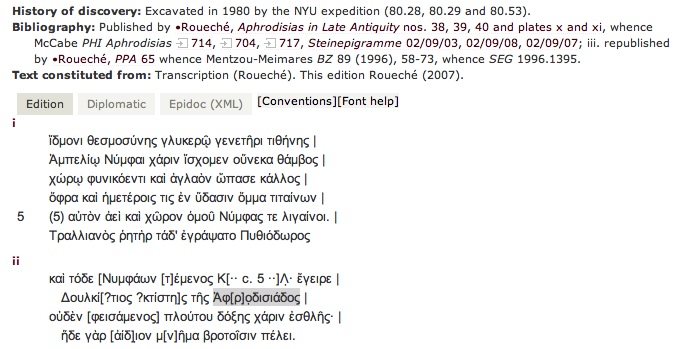 History of discovery: Excavated in 1980 by the NYU expedition (80.28, 80.29 and 80.53).
Bibliography: Published by •Roueché, Aphrodisias in Late Antiquity nos. 38, 39, 40 and plates x and xi, whence
McCabe PHI Aphrodisias 714, 704, 717, Steinepigramme 02/09/03, 02/09/08, 02/09/07; iii. republished
by •Roueché, PPA 65 whence Mentzou-Meimares BZ 89 (1996), 58-73, whence SEG 1996.1395.
Text constituted from: Transcription (Roueché). This edition Roueché (2007).
Edition Diplomatic Epidoc (XML) [Conventions][Font help]
i
ἴδμονι θεσμοσύνης γλυκερῷ γενετῆρι τιθήνης |
Ἀμπελίῳ Νύμφαι χάριν ἴσχομεν οὕνεκα θάμβος |
χώρῳ φυνικόεντι καὶ ἀγλαὸν ὤπασε κάλλος |
ὄφρα καὶ ἡμετέροις τις ἐν ὕδασιν ὄμμα τιταίνων |
5 (5) αὐτὸν ἀεὶ καὶ χῶρον ὁμοῦ Νύμφας τε λιγαίνοι. |
Τραλλιανὸς ῥητὴρ τάδ' ἐγράψατο Πυθιόδωρος
ii
καὶ τόδε [Νυμφάων [τ]έμενος Κ[·· c. 5 ··]Λ̣· ἔγειρε |
Δουλκί[?τιος ?κτίστη]ς τῆς Ἀφ[ρ]ο̣δισιάδος |
οὐδὲν [φεισάμενος] πλούτου δόξης χάριν ἐσθλῆς· |
ἥδε γὰρ [ἀίδ]ιον μ[ν]ῆμα βροτοῖσιν πέλει.